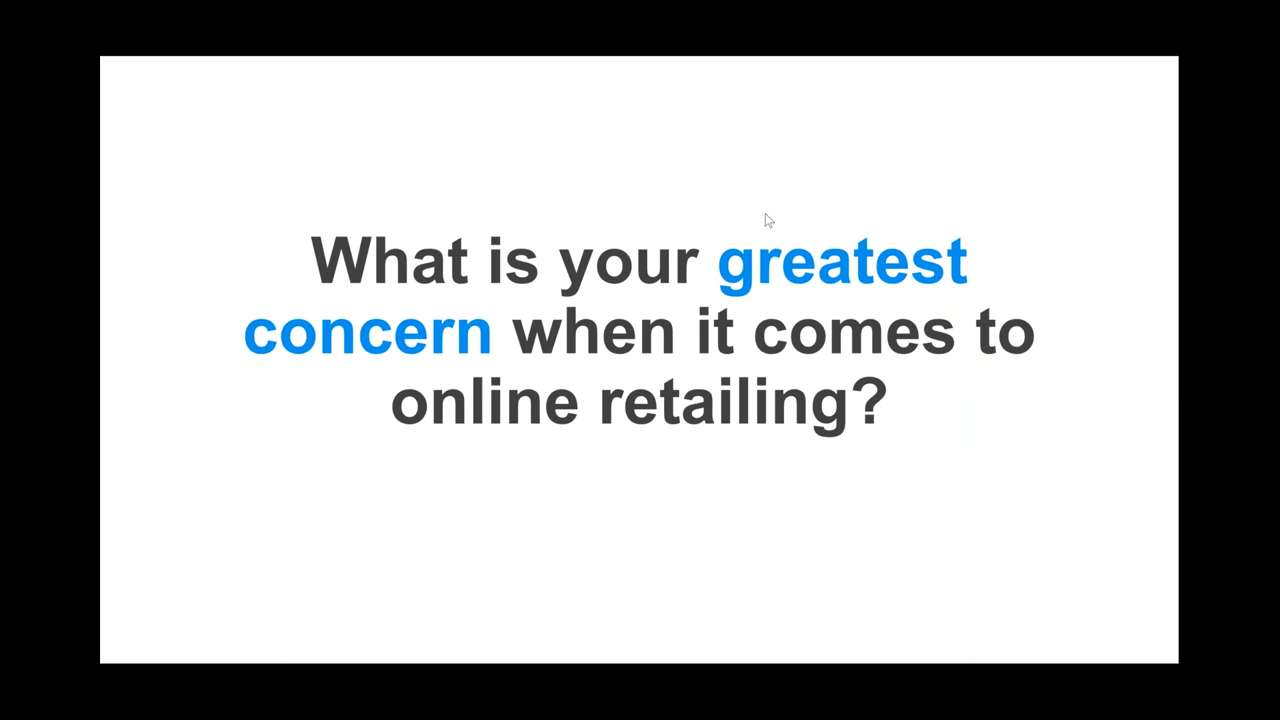 What is your greatest
concern when it comes to
online retailing?